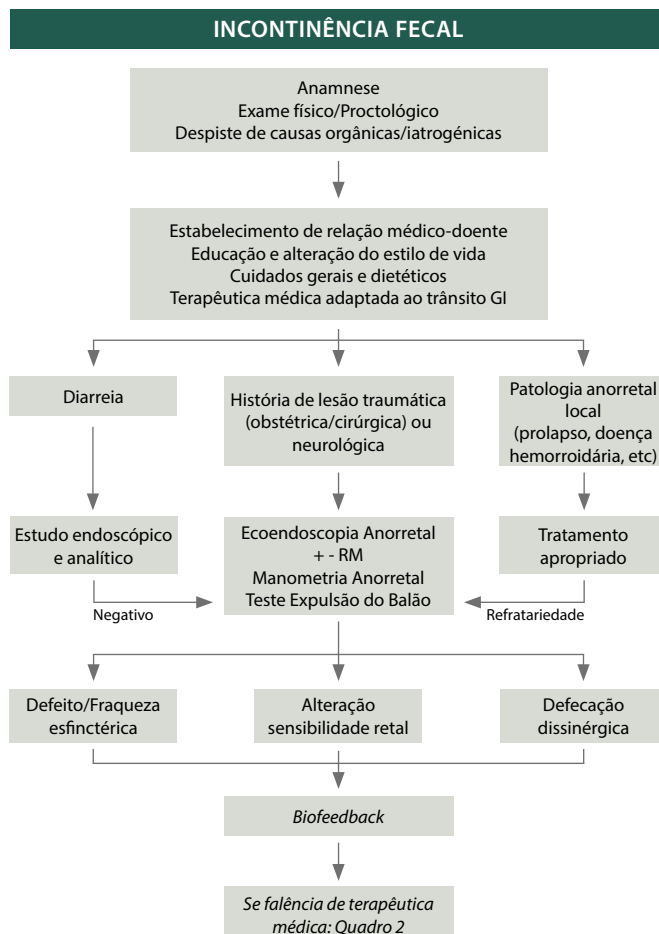 INCONTINÊNCIA FECAL
Anamnese
Exame físico/Proctológico
Despiste de causas orgânicas/iatrogénicas
Estabelecimento de relação médico-doente
Educação e alteração do estilo de vida
Cuidados gerais e dietéticos
Terapêutica médica adaptada ao trânsito GI
Diarreia
História de lesão traumática
(obstétrica/cirúrgica) ou
neurológica
Patologia anorretal
local
(prolapso, doença
hemorroidária, etc)
Estudo endoscópico
e analítico
Ecoendoscopia Anorretal
+ - RM
Manometria Anorretal
Teste Expulsão do Balão
Tratamento
apropriado
Negativo
Refratariedade
Defeito/Fraqueza
esfinctérica
Alteração
sensibilidade retal
Defecação
dissinérgica
Biofeedback
Se falência de terapêutica
médica: Quadro 2